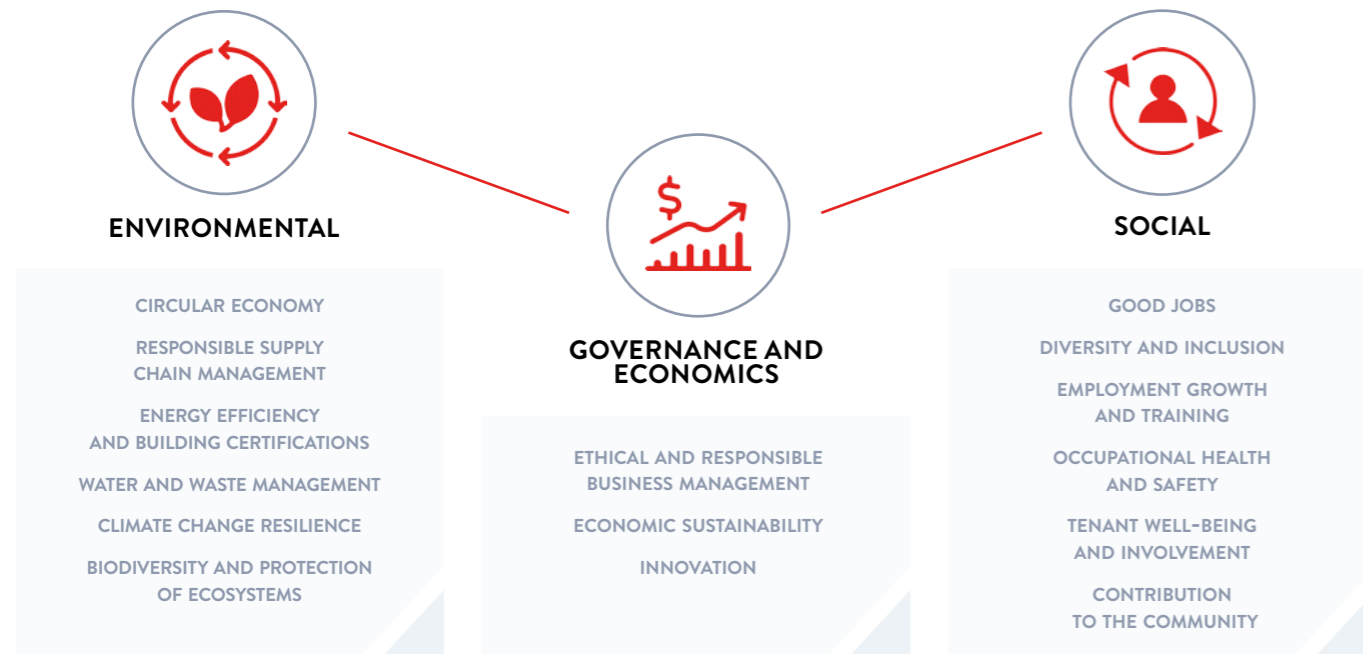 ENVIRONMENTAL
CIRCULAR ECONOMY
RESPONSIBLE SUPPLY
CHAIN MANAGEMENT
ENERGY EFFICIENCY
AND BUILDING CERTIFICATIONS
WATER AND WASTE MANAGEMENT
CLIMATE CHANGE RESILIENCE
BIODIVERSITY AND PROTECTION
OF ECOSYSTEMS
$
GOVERNANCE AND
ECONOMICS
ETHICAL AND RESPONSIBLE
BUSINESS MANAGEMENT
ECONOMIC SUSTAINABILITY
INNOVATION
SOCIAL
GOOD JOBS
DIVERSITY AND INCLUSION
EMPLOYMENT GROWTH
AND TRAINING
OCCUPATIONAL HEALTH
AND SAFETY
TENANT WELL-BEING
AND INVOLVEMENT
CONTRIBUTION
TO THE COMMUNITY